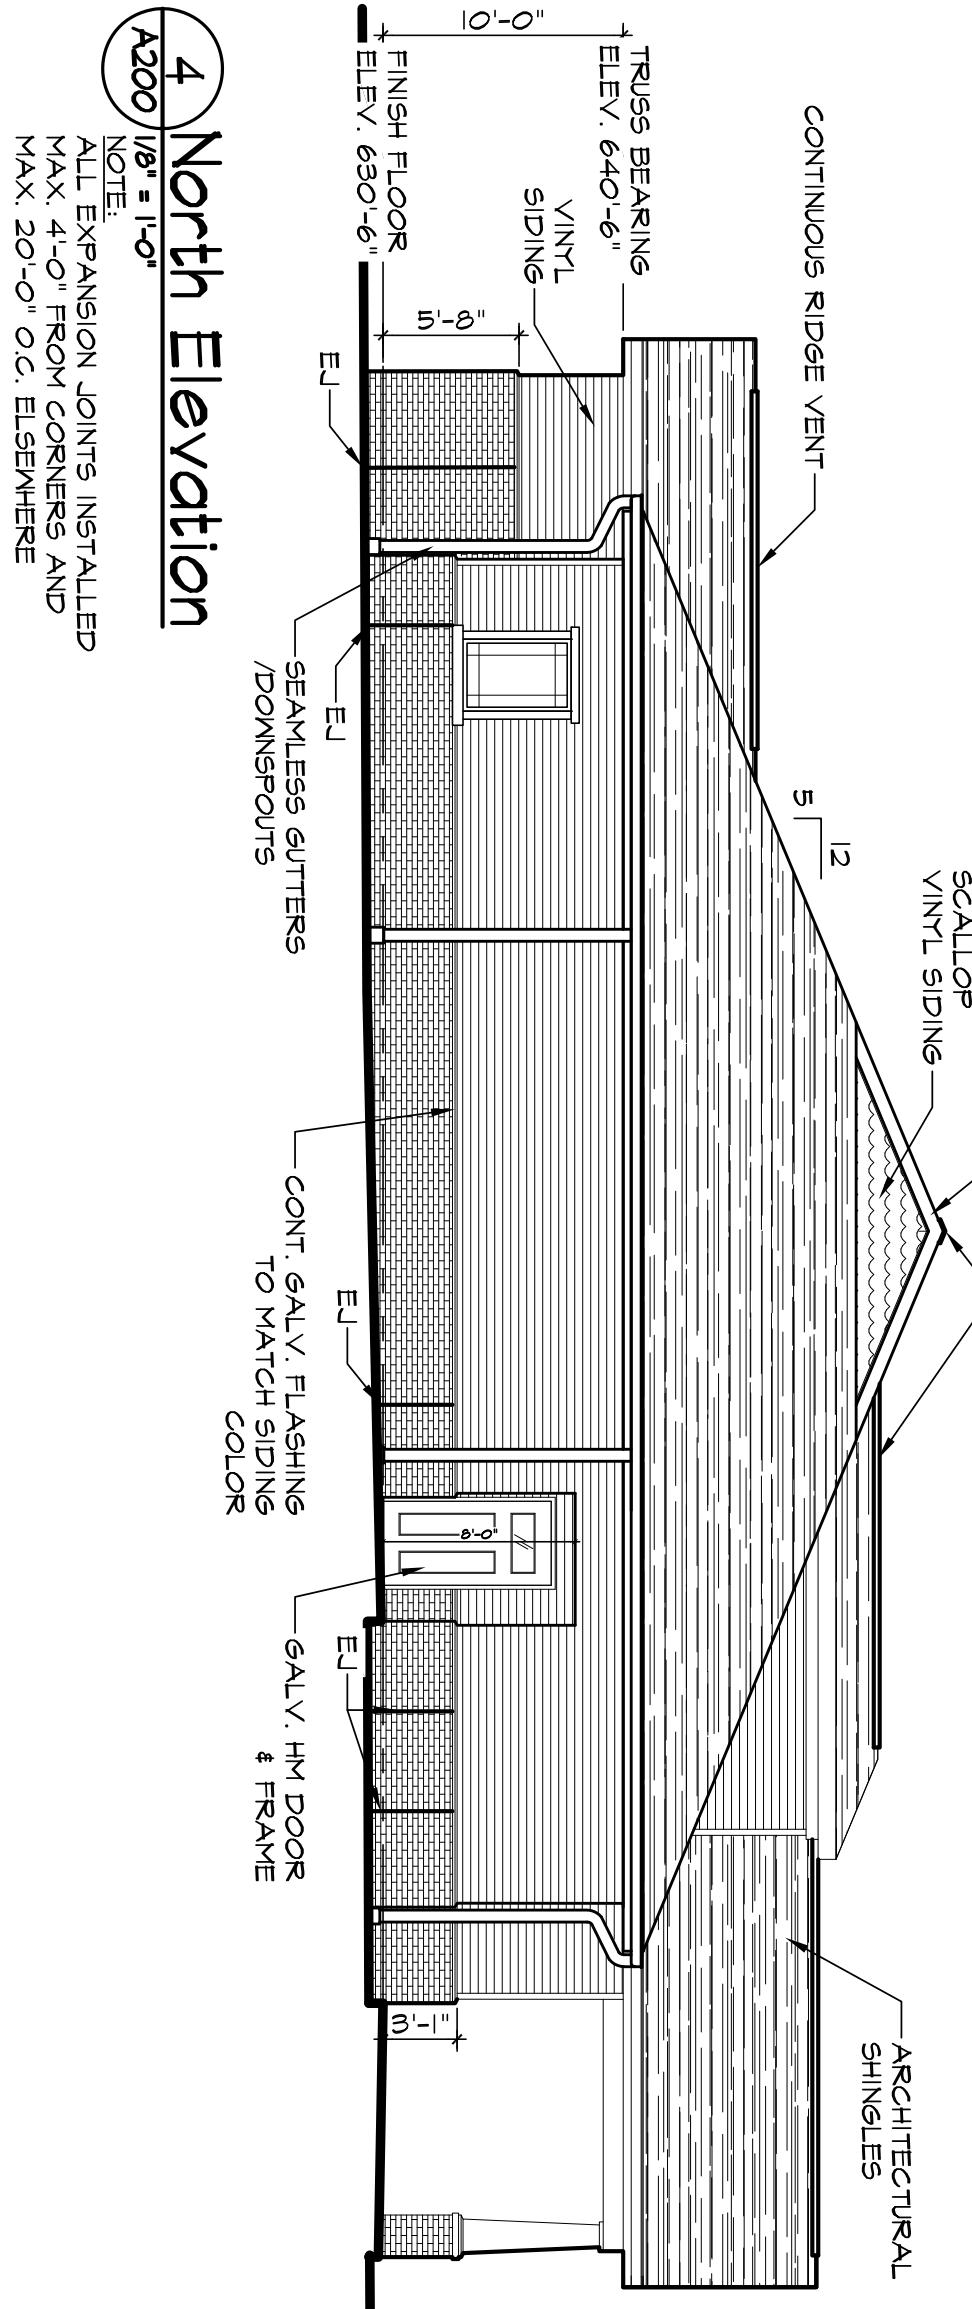 SCALLOP
VINYL SIDING
CONTINUOUS RIDGE VENT
12
5
ARCHITECTURAL
SHINGLES
TRUSS BEARING
ELEV. 640'-6"
VINYL
SIDING
10'-0"
5'-8"
8'-0"
3'-1"
FINISH FLOOR
ELEV. 630'-6"
EJ
EJ
EJ
EJ
SEAMLESS GUTTERS
/DOWNSPOUTS
CONT. GALV. FLASHING
TO MATCH SIDING
COLOR
GALV. HM DOOR
& FRAME
4
A200
North Elevation
1/8" = 1'-0"
NOTE:
ALL EXPANSION JOINTS INSTALLED
MAX. 4'-0" FROM CORNERS AND
MAX. 20'-0" O.C. ELSEWHERE